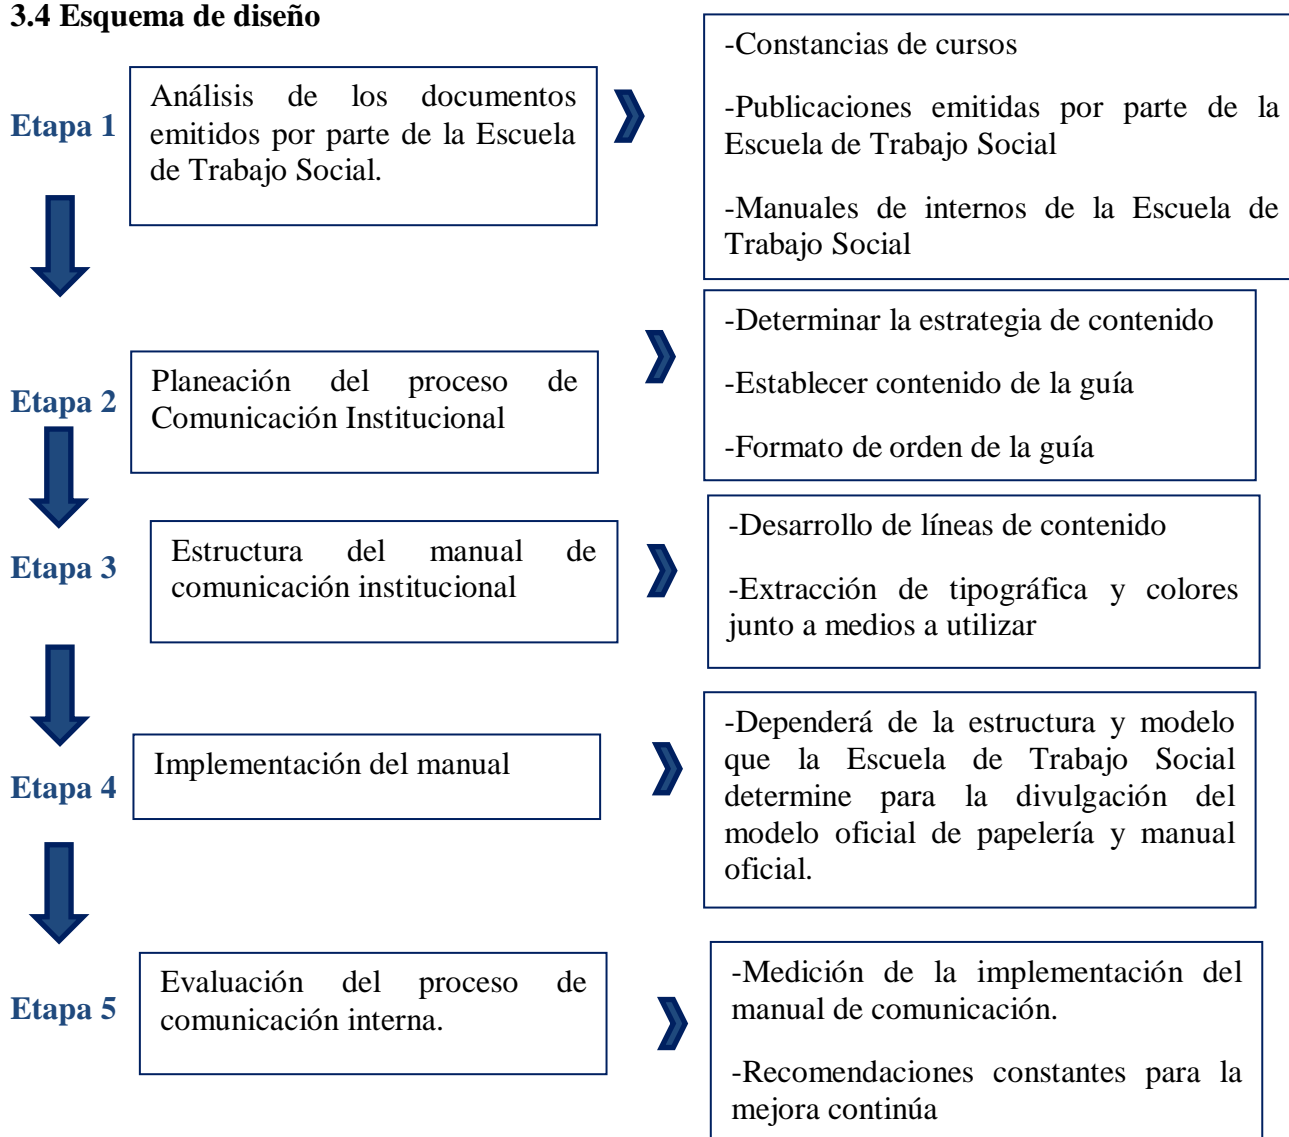 3.4 Esquema de diseño
Etapa 1
Análisis de los documentos
emitidos por parte de la Escuela
de Trabajo Social.
-Constancias de cursos
-Publicaciones emitidas por parte de la
Escuela de Trabajo Social
-Manuales de internos de la Escuela de
Trabajo Social
Etapa 2
Planeación del proceso de
Comunicación Institucional
-Determinar la estrategia de contenido
-Establecer contenido de la guía
-Formato de orden de la guía
Etapa 3
Estructura del manual de
comunicación institucional
-Desarrollo de líneas de contenido
-Extracción de tipográfica y colores
junto a medios a utilizar
Etapa 4
Implementación del manual
-Dependerá de la estructura y modelo
que la Escuela de Trabajo Social
determine para la divulgación del
modelo oficial de papelería y manual
oficial.
Etapa 5
Evaluación del proceso de
comunicación interna.
-Medición de la implementación del
manual de comunicación.
-Recomendaciones constantes para la
mejora continúa